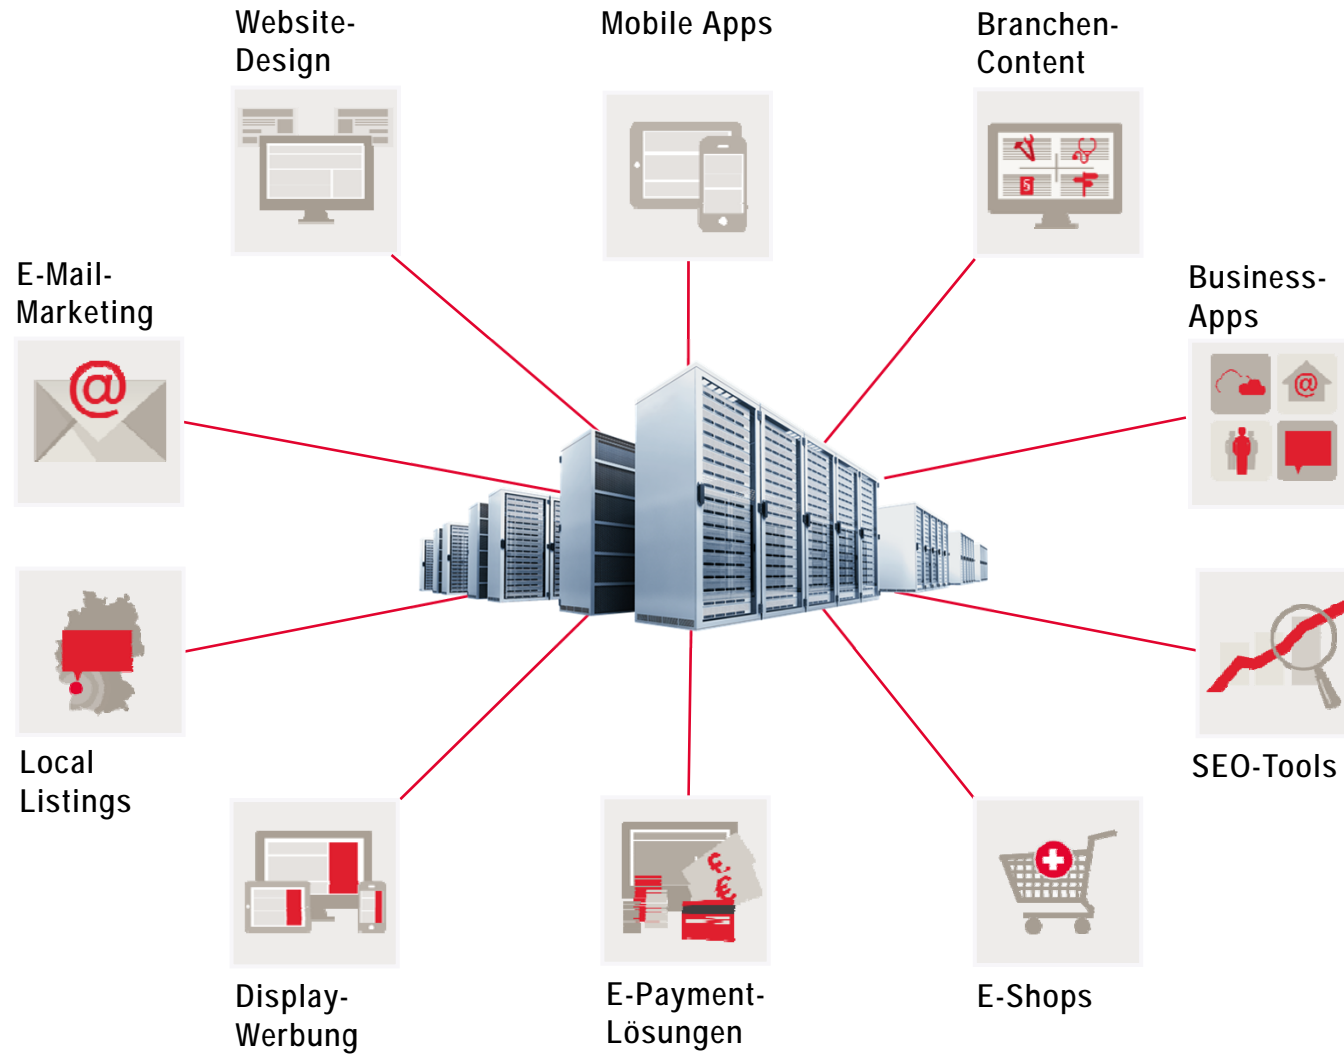 Website-
Design
Mobile Apps
Branchen-
Content
E-Mail-
Marketing
@
Business-
Apps
@
Local
Listings
SEO-Tools
Display-
Werbung
£
€
E-Payment-
Lösungen
E-Shops